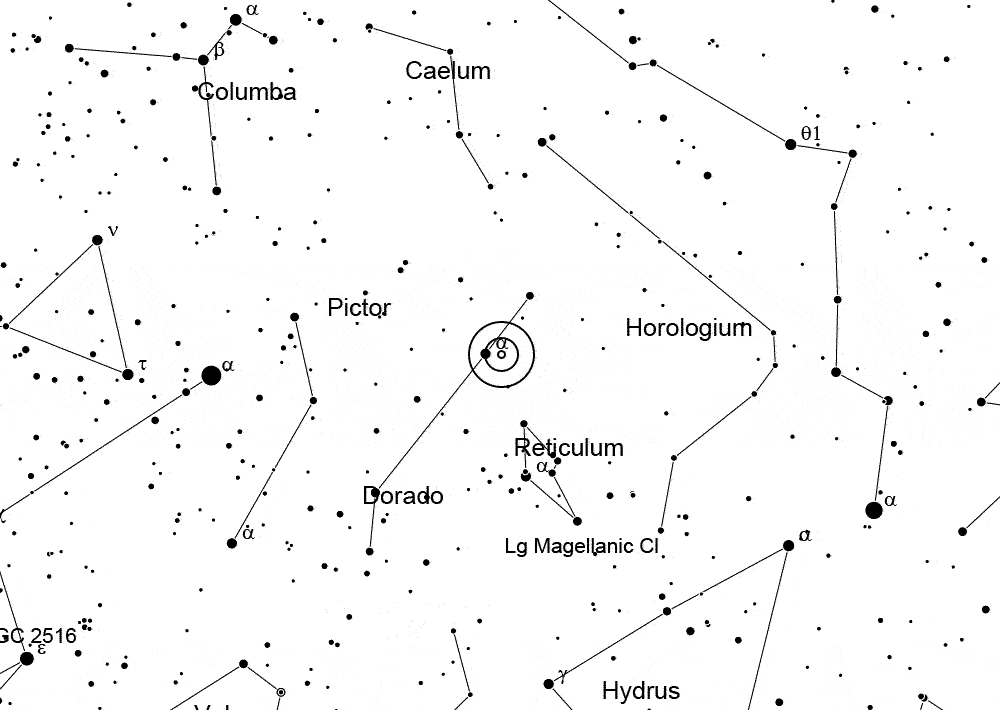 α
β
Columba
Caelum
θ1
ν
Pictor
α
Horologium
τ
α
Reticulum
α
Dorado
α
α
Lg Magellanic Cl
α
GC 2516
ε
γ
Hydrus